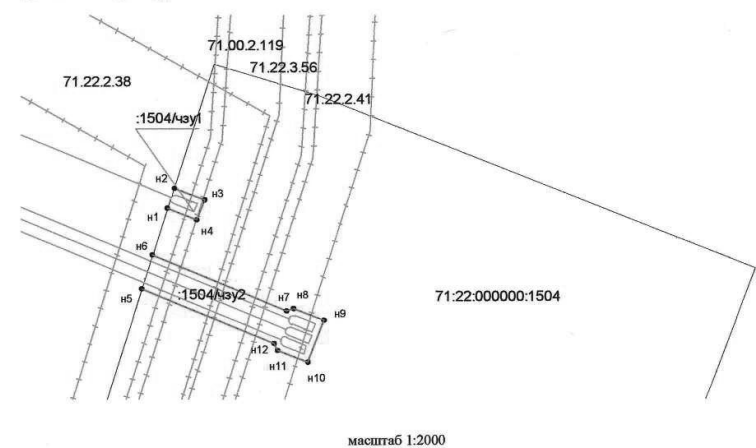 71.00.2.119
71.22.3.56
71.22.2.38
71.22.2.41
:1504/чзу1
н2
н3
н1
н4
н6
:1504/чзу2
н7
н8
71:22:000000:1504
н5
н9
н12
н11
н10
масштаб 1:2000